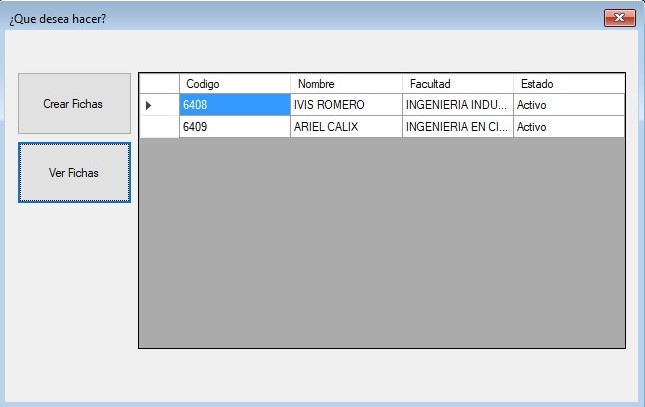 ¿Que desea hacer?
Crear Fichas
Ver Fichas
Codigo Nombre Facultad Estado
6408 IVIS ROMERO INGENIERIA INDU... Activo
6409 ARIEL CALIX INGENIERIA EN CI... Activo